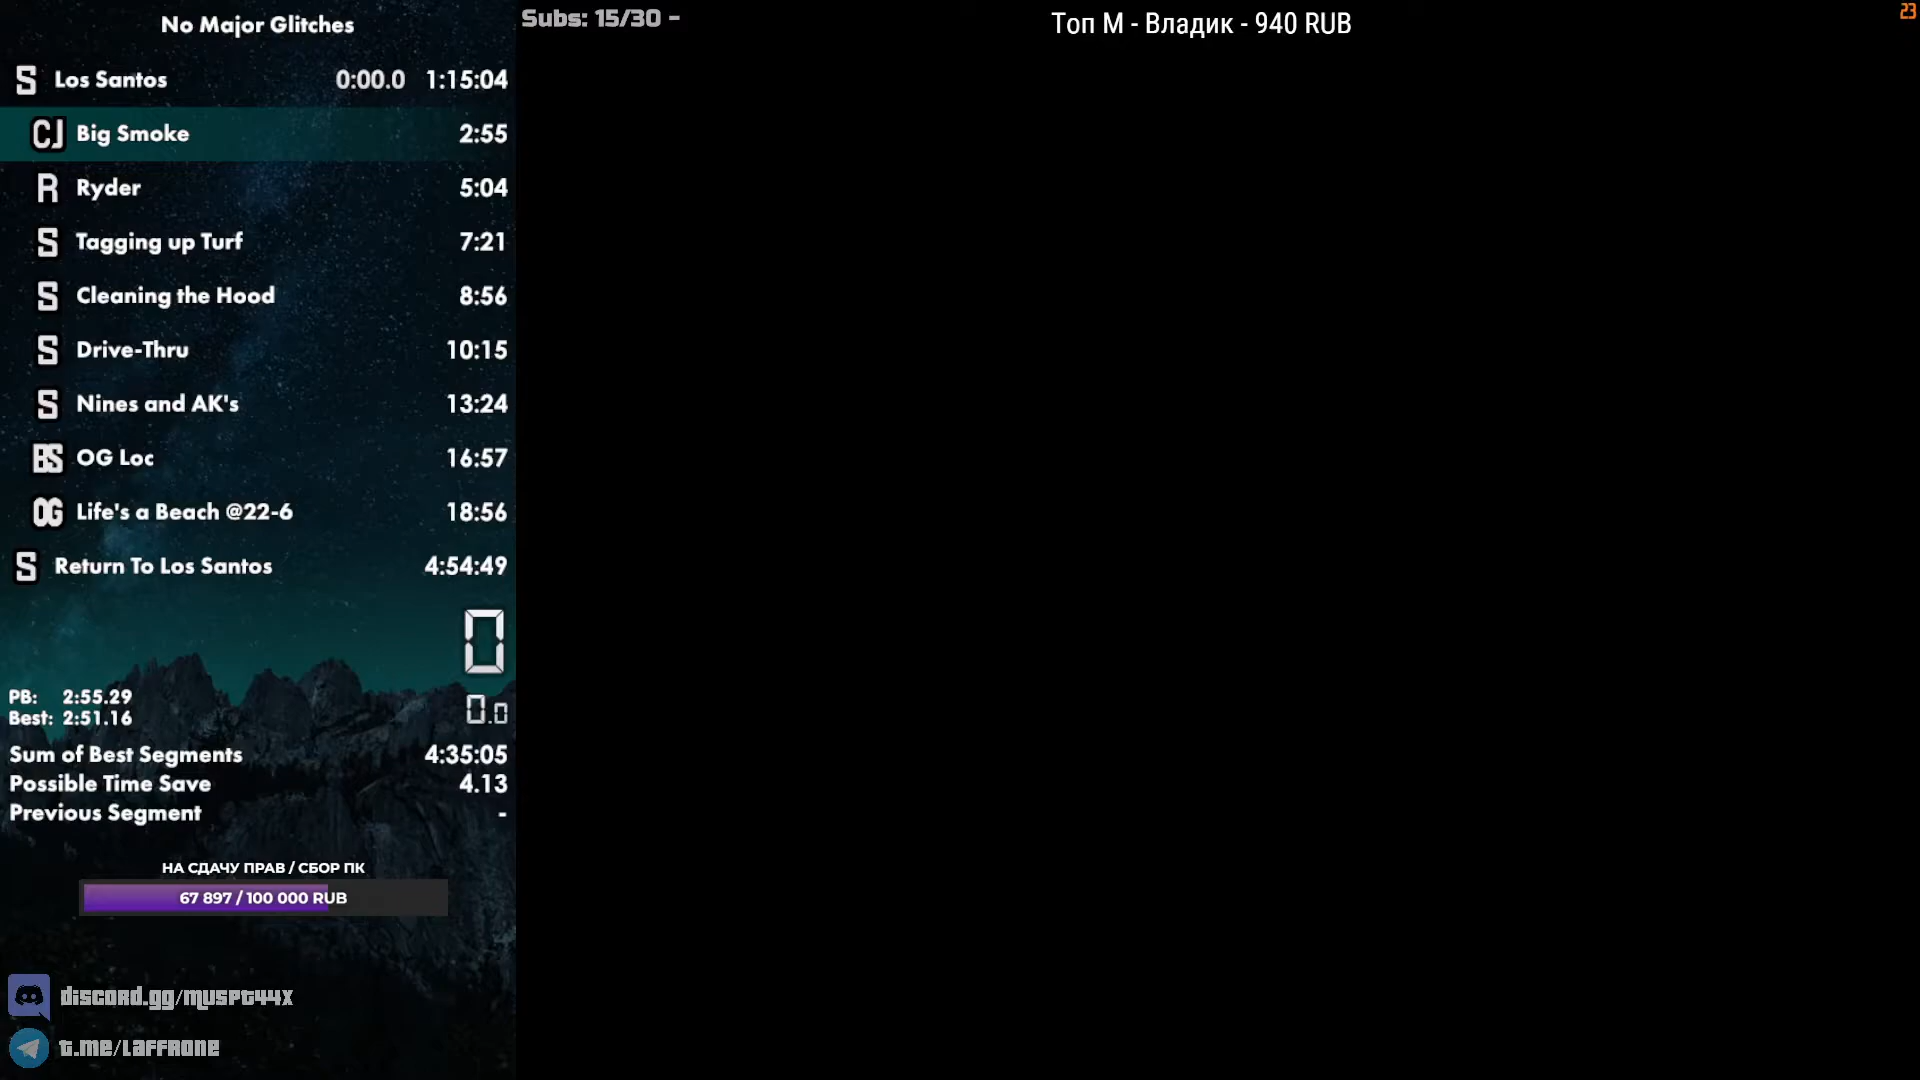 No Major Glitches
Subs: 15/30 -
Топ М - Владик - 940 RUB
23
S Los Santos 0:00.0 1:15:04
CJ Big Smoke 2:55
R Ryder 5:04
S Tagging up Turf 7:21
S Cleaning the Hood 8:56
S Drive-Thru 10:15
S Nines and AK's 13:24
BS OG Loc 16:57
OG Life's a Beach @22-6 18:56
S Return To Los Santos 4:54:49
0
PB: 2:55.29
Best: 2:51.16
0.0
Sum of Best Segments 4:35:05
Possible Time Save 4.13
Previous Segment -
НА СДАЧУ ПРАВ / СБОР ПК
67 897 / 100 000 RUB
discord.gg/muspt44x
t.me/laffrone